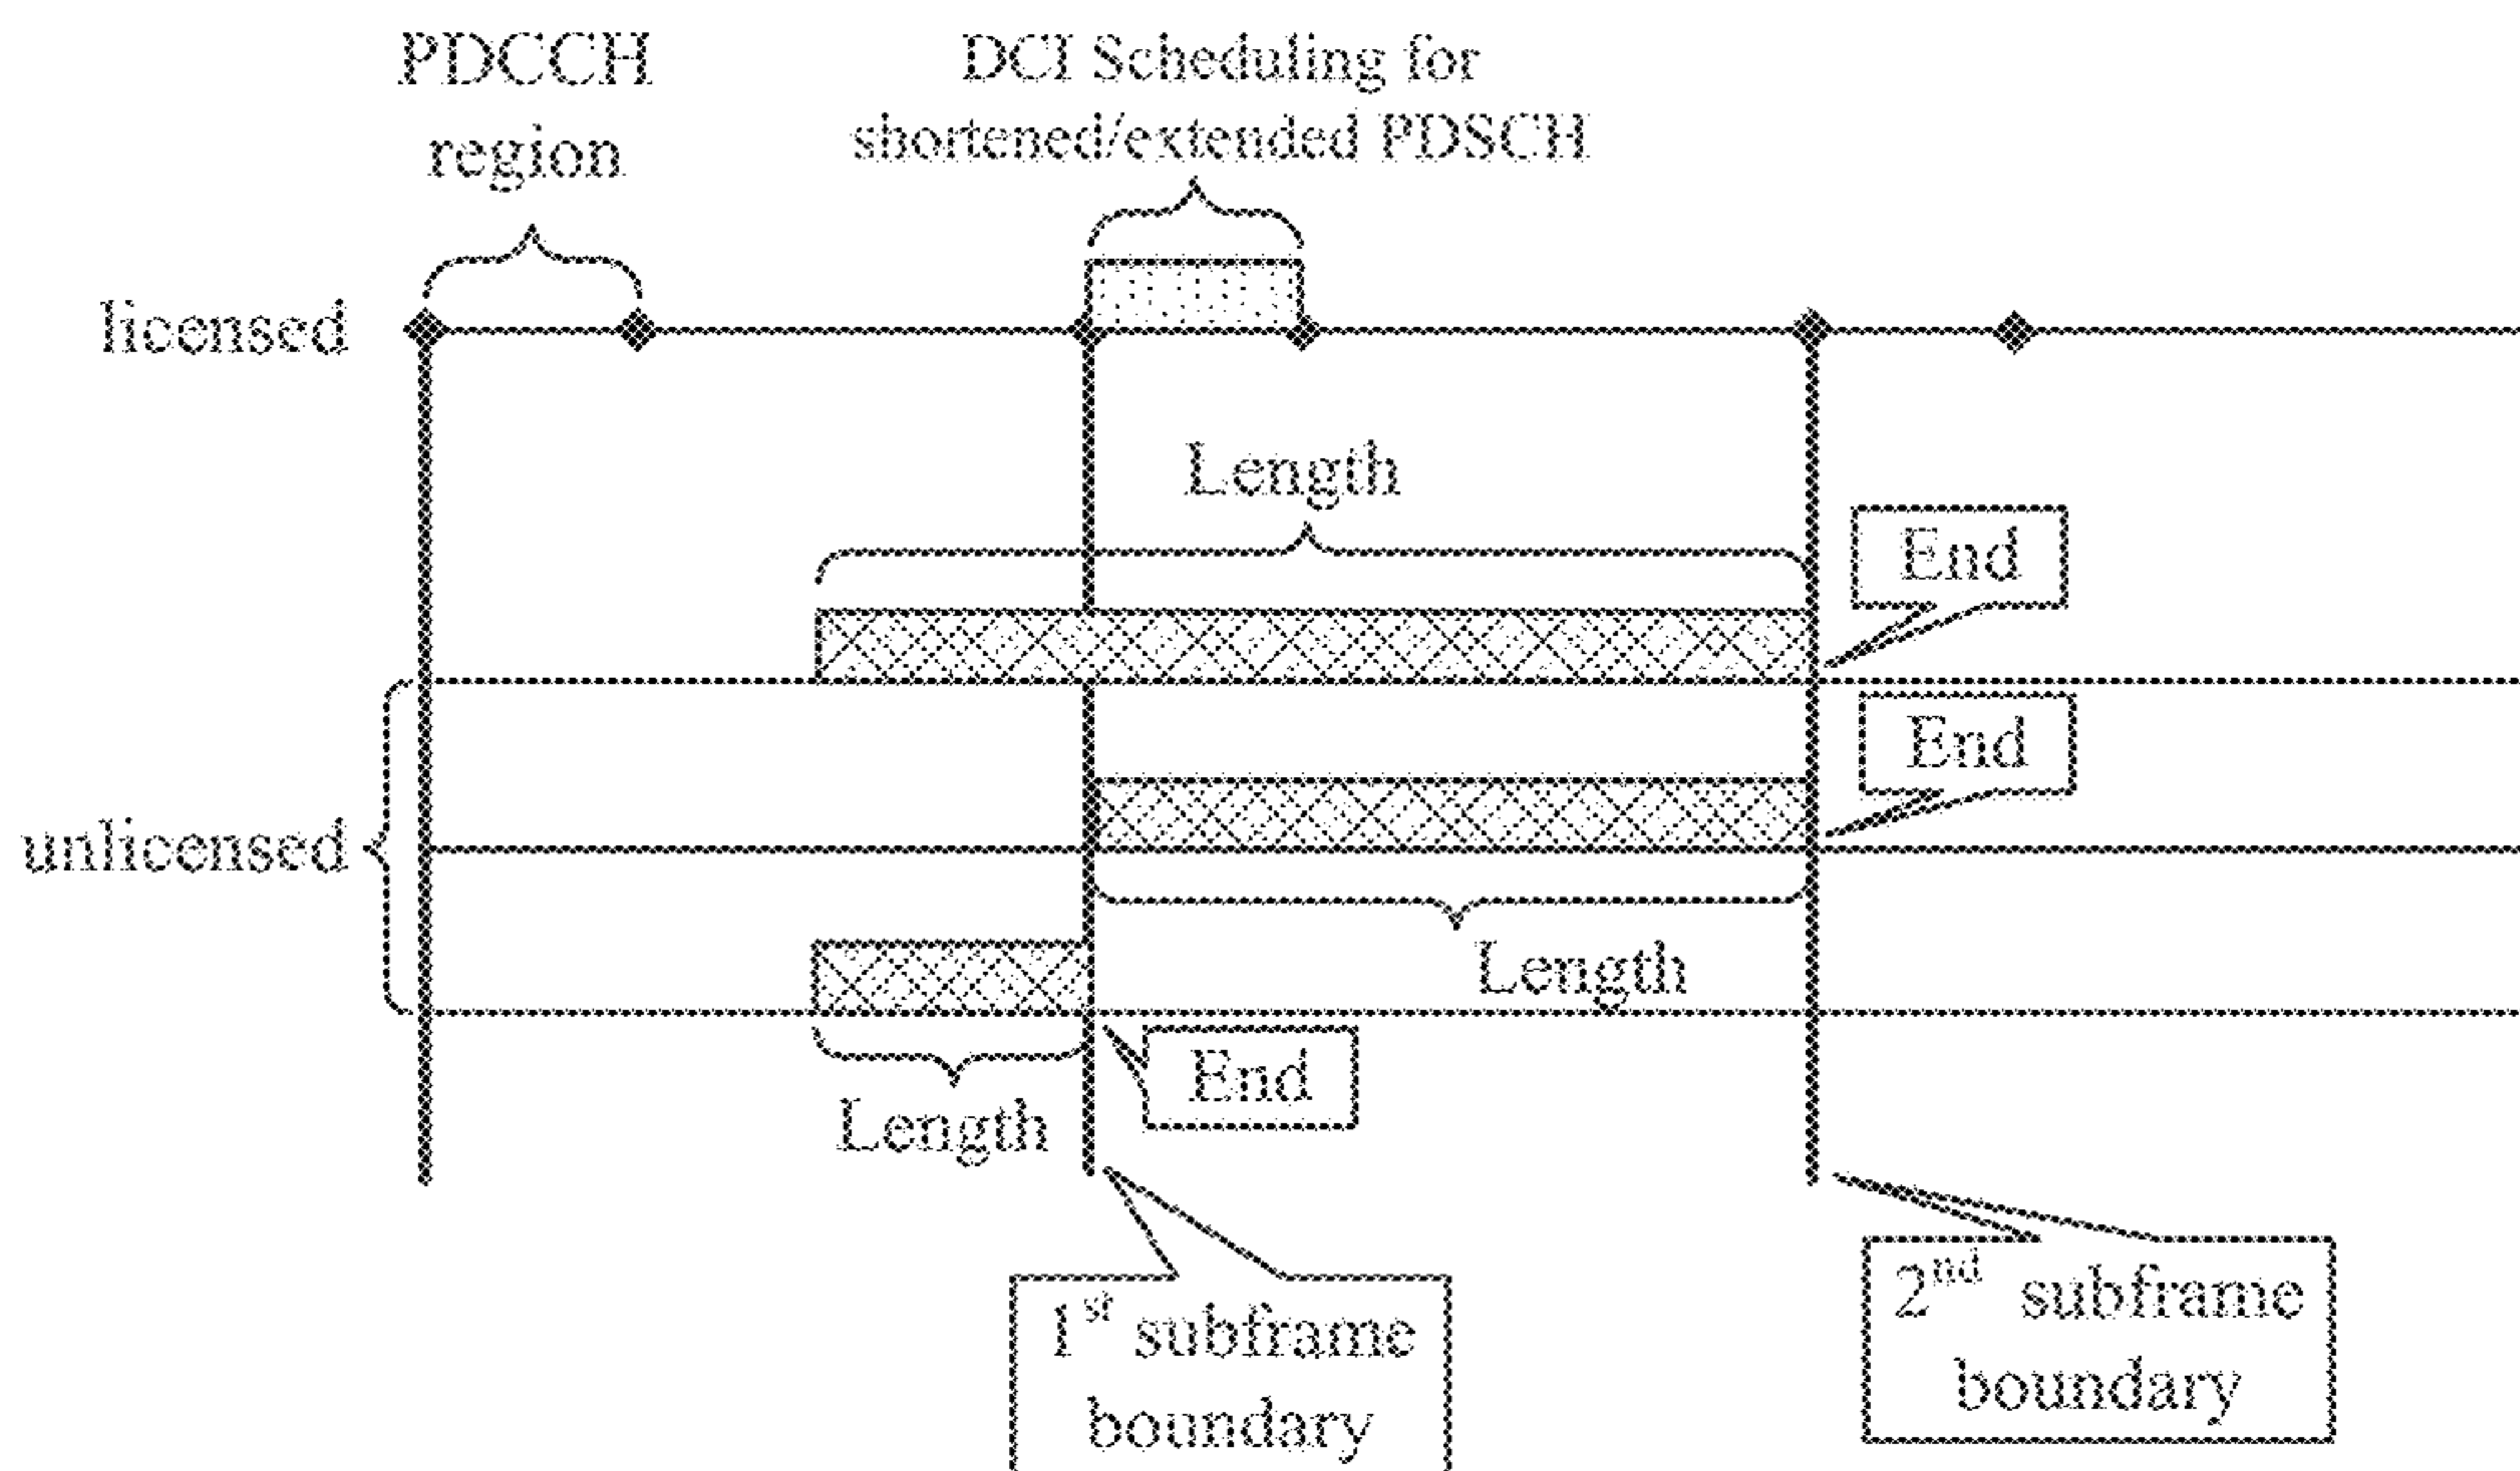 PDCCH
region
DCI Scheduling for
shortened/extended PDSCH
licensed
Length
End
End
unlicensed
Length
End
Length
1st subframe
boundary
2nd subframe
boundary